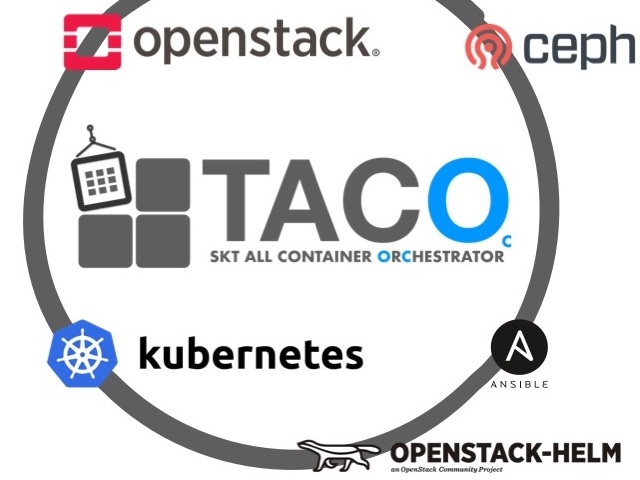 openstack®
ceph
TACO
C
SKT ALL CONTAINER ORCHESTRATOR
kubernetes
ANSIBLE
OPENSTACK-HELM
an OpenStack Community Project